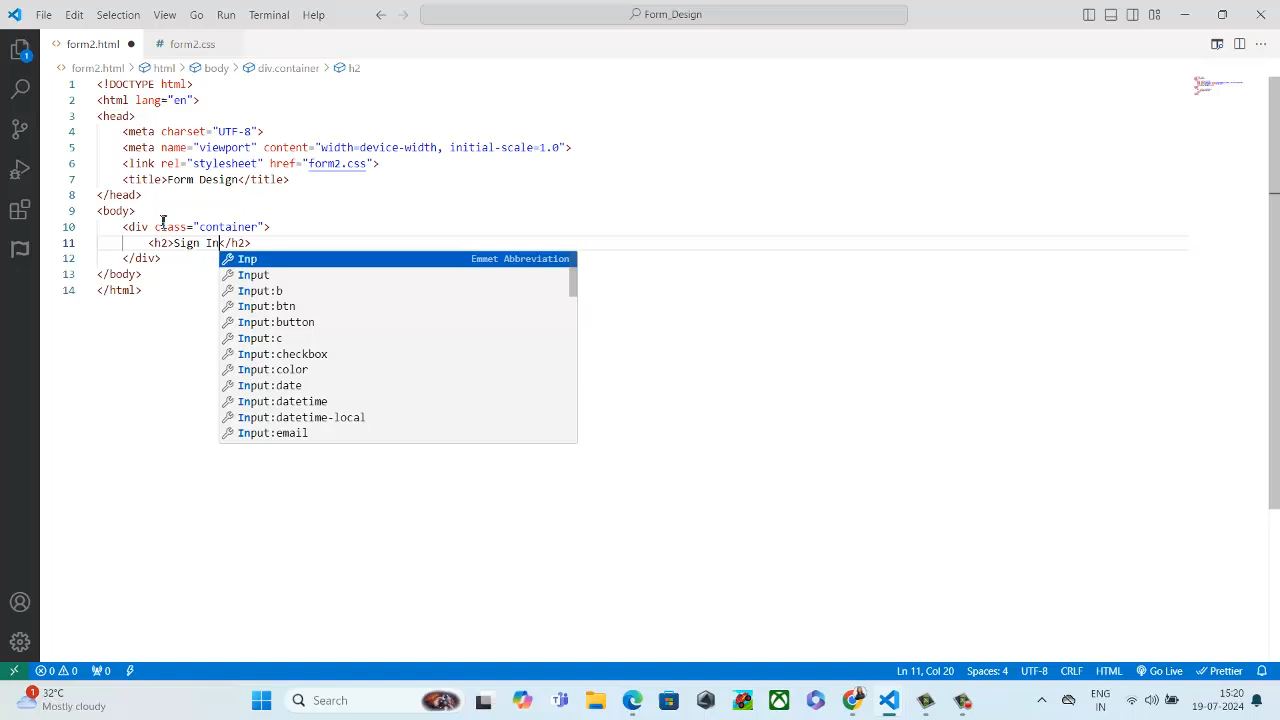 File Edit Selection View Go Run Terminal Help
Form_Design
form2.html
# form2.css
form2.html > html > body > div.container > h2
1 <!DOCTYPE html>
2 <html lang="en">
3 <head>
4 <meta charset="UTF-8">
5 <meta name="viewport" content="width=device-width, initial-scale=1.0">
6 <link rel="stylesheet" href="form2.css">
7 <title>Form Design</title>
8 </head>
9 <body>
10 <div class="container">
11 <h2>Sign In</h2>
12 </div>
13 </body>
14 </html>
Inp Emmet Abbreviation
Input
Input:b
Input:btn
Input:button
Input:c
Input:checkbox
Input:color
Input:date
Input:datetime
Input:datetime-local
Input:email
1
0 0 0
Ln 11, Col 20 Spaces: 4 UTF-8 CRLF HTML Go Live Prettier
1
32°C
Mostly cloudy
Search
ENG
IN
15:20
19-07-2024